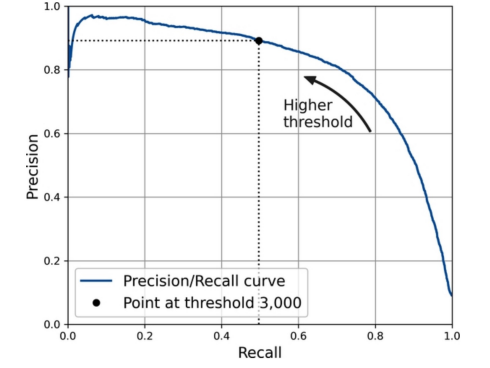 1.0
0.8
0.6
0.4
0.2
0.0
Precision
Higher
threshold
Precision/Recall curve
Point at threshold 3,000
0.0 0.2 0.4 0.6 0.8 1.0
Recall